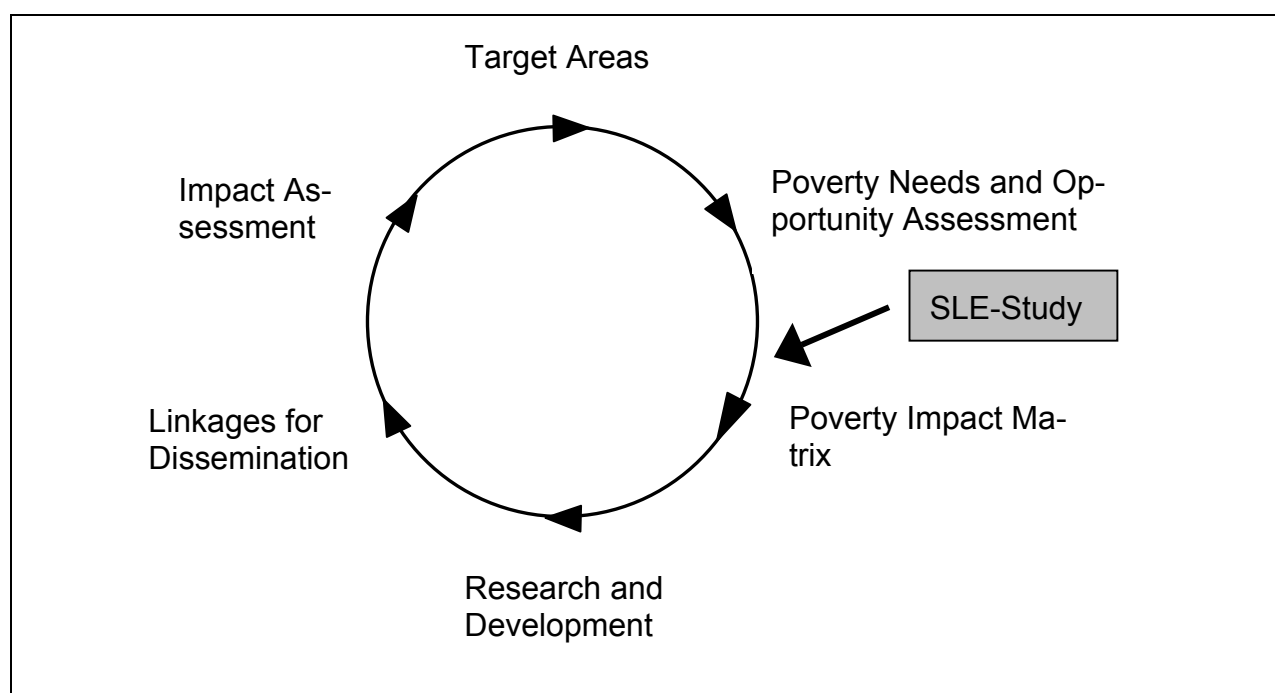 Target Areas
Poverty Needs and Op-
portunity Assessment
SLE-Study
Poverty Impact Ma-
trix
Research and
Development
Linkages for
Dissemination
Impact As-
sessment